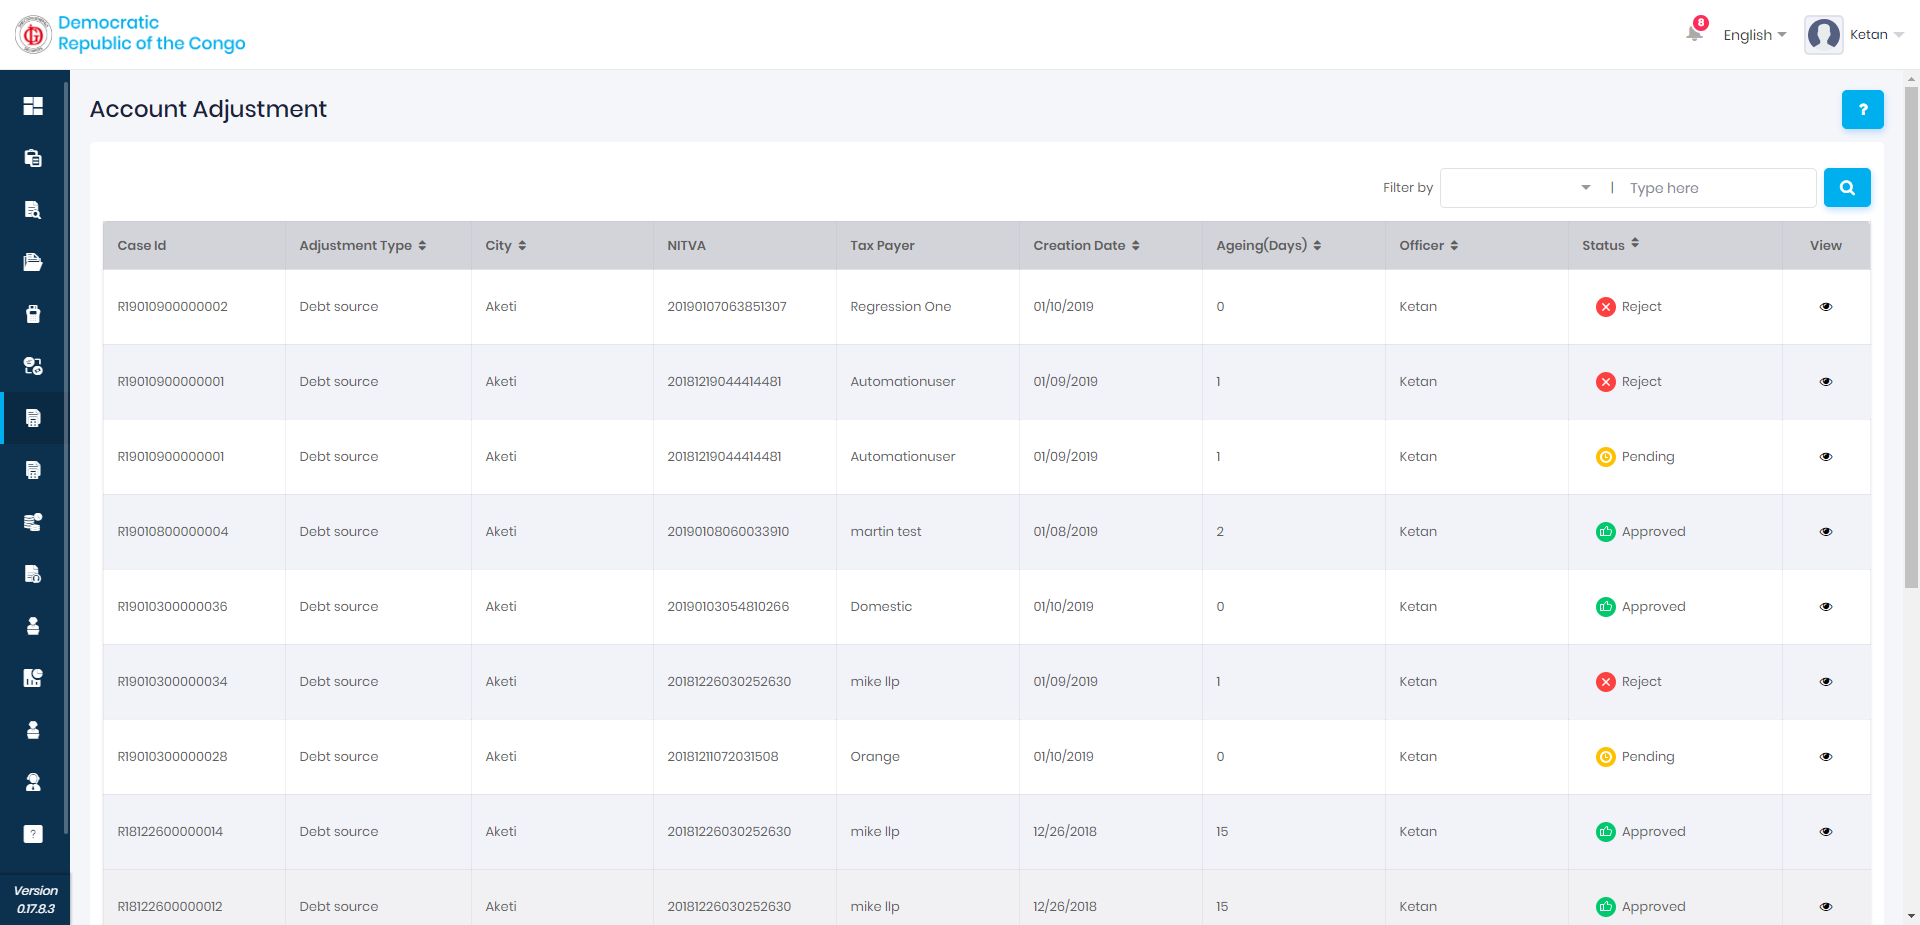 Democratic
Republic of the Congo
8
English
Ketan
Account Adjustment
?
Filter by
| Type here
Case Id Adjustment Type City NITVA Tax Payer Creation Date Ageing(Days) Officer Status View
R19010900000002 Debt source Aketi 20190107063851307 Regression One 01/10/2019 0 Ketan Reject
R19010900000001 Debt source Aketi 20181219044414481 Automationuser 01/09/2019 1 Ketan Reject
R19010900000001 Debt source Aketi 20181219044414481 Automationuser 01/09/2019 1 Ketan Pending
R19010800000004 Debt source Aketi 20190108060033910 martin test 01/08/2019 2 Ketan Approved
R19010300000036 Debt source Aketi 20190103054810266 Domestic 01/10/2019 0 Ketan Approved
R19010300000034 Debt source Aketi 20181226030252630 mike llp 01/09/2019 1 Ketan Reject
R19010300000028 Debt source Aketi 20181211072031508 Orange 01/10/2019 0 Ketan Pending
R18122600000014 Debt source Aketi 20181226030252630 mike llp 12/26/2018 15 Ketan Approved
R18122600000012 Debt source Aketi 20181226030252630 mike llp 12/26/2018 15 Ketan Approved
?
Version
0.17.8.3